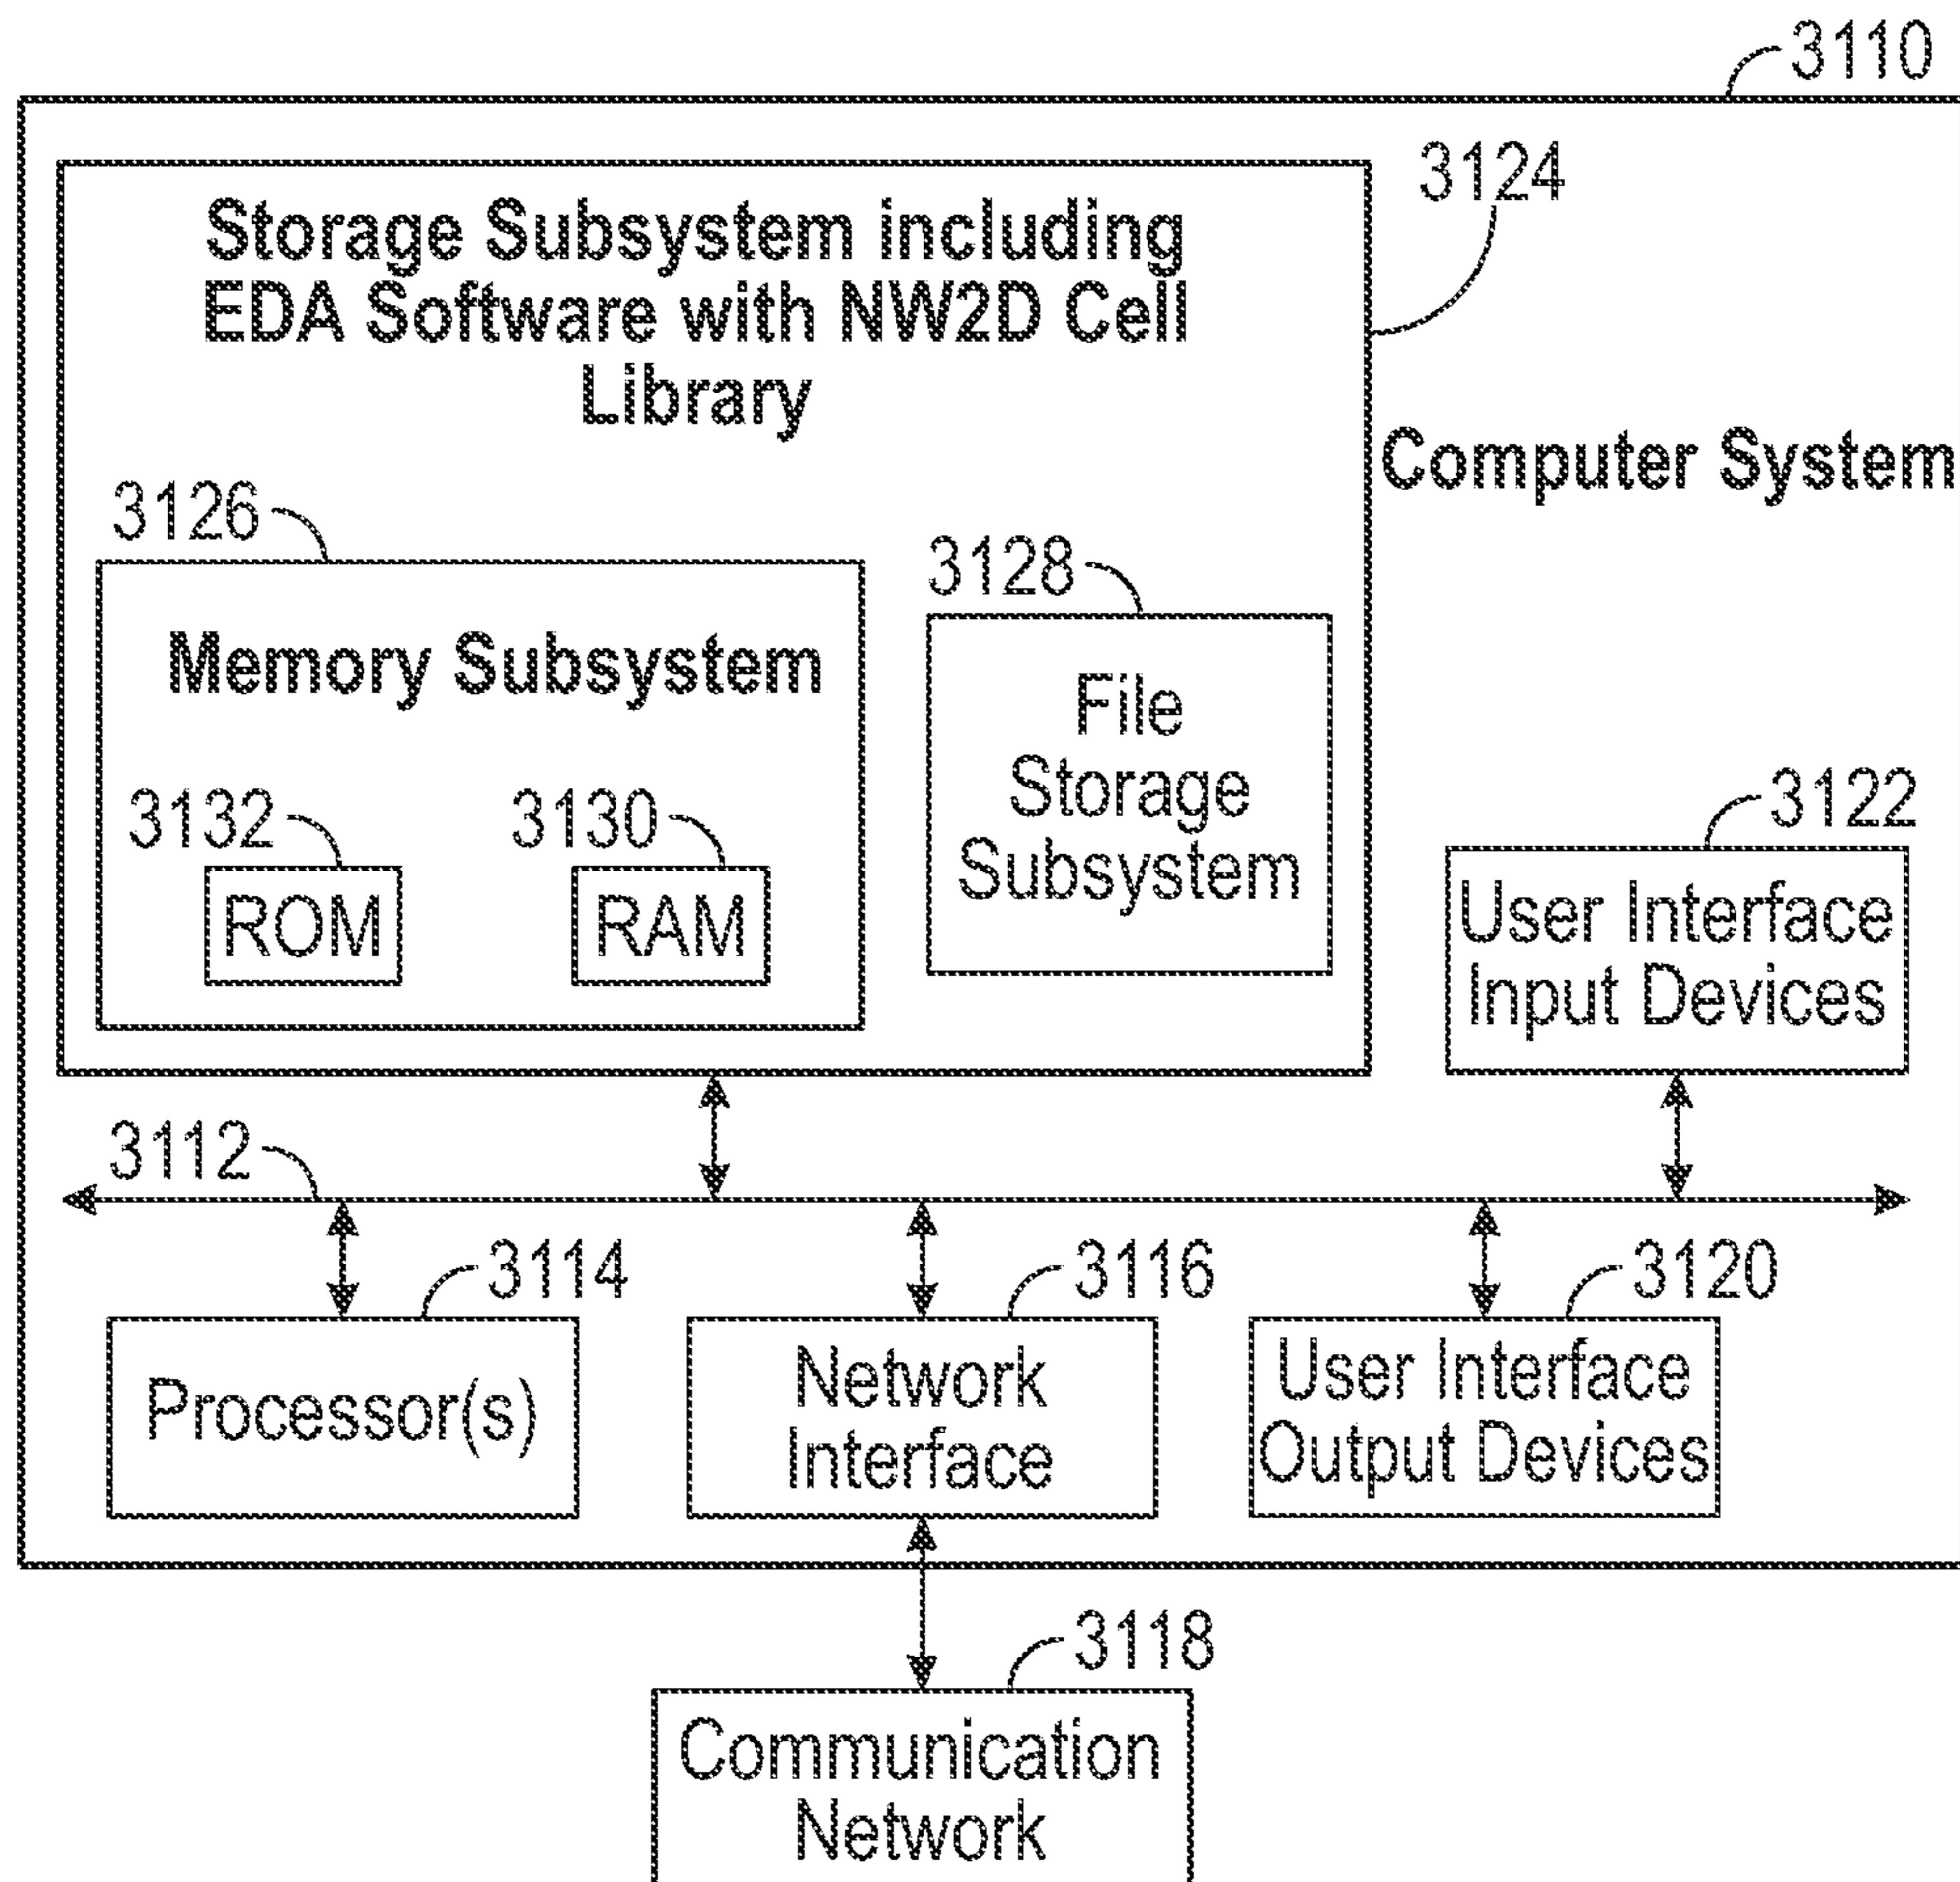 3110
3124
Storage Subsystem including
EDA Software with NW2D Cell
Library
Computer System
3126
3128
Memory Subsystem
File
Storage
Subsystem
3132
3130
3122
ROM
RAM
User Interface
Input Devices
3112
3114
3116
3120
Processor(s)
Network
Interface
User Interface
Output Devices
3118
Communication
Network